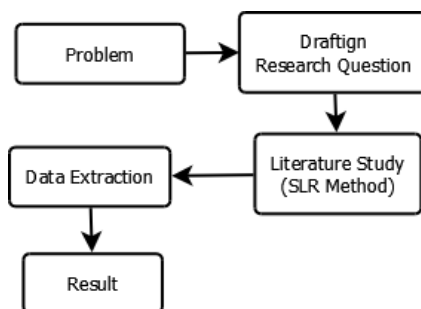 Problem
Draftign
Research Question
Literature Study
(SLR Method)
Data Extraction
Result